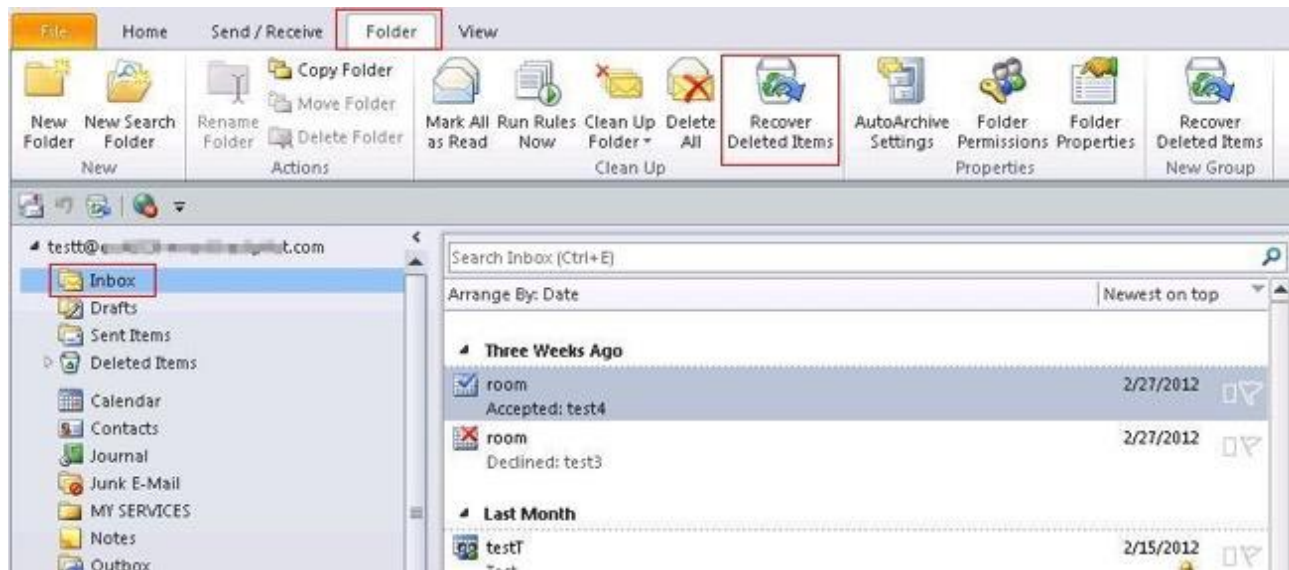 File Home Send / Receive Folder View
New Folder
New Search Folder
New
Rename Folder
Copy Folder
Move Folder
Delete Folder
Actions
Mark All as Read
Run Rules Now
Clean Up Folder
Delete All
Recover Deleted Items
Clean Up
AutoArchive Settings
Folder Permissions
Folder Properties
Properties
Recover Deleted Items
New Group
Inbox
Drafts
Sent Items
Deleted Items
Calendar
Contacts
Journal
Junk E-Mail
MY SERVICES
Notes
Outbox
Search Inbox (Ctrl+E)
Arrange By: Date Newest on top
Three Weeks Ago
room 2/27/2012
Accepted: test4
room 2/27/2012
Declined: test3
Last Month
testT 2/15/2012